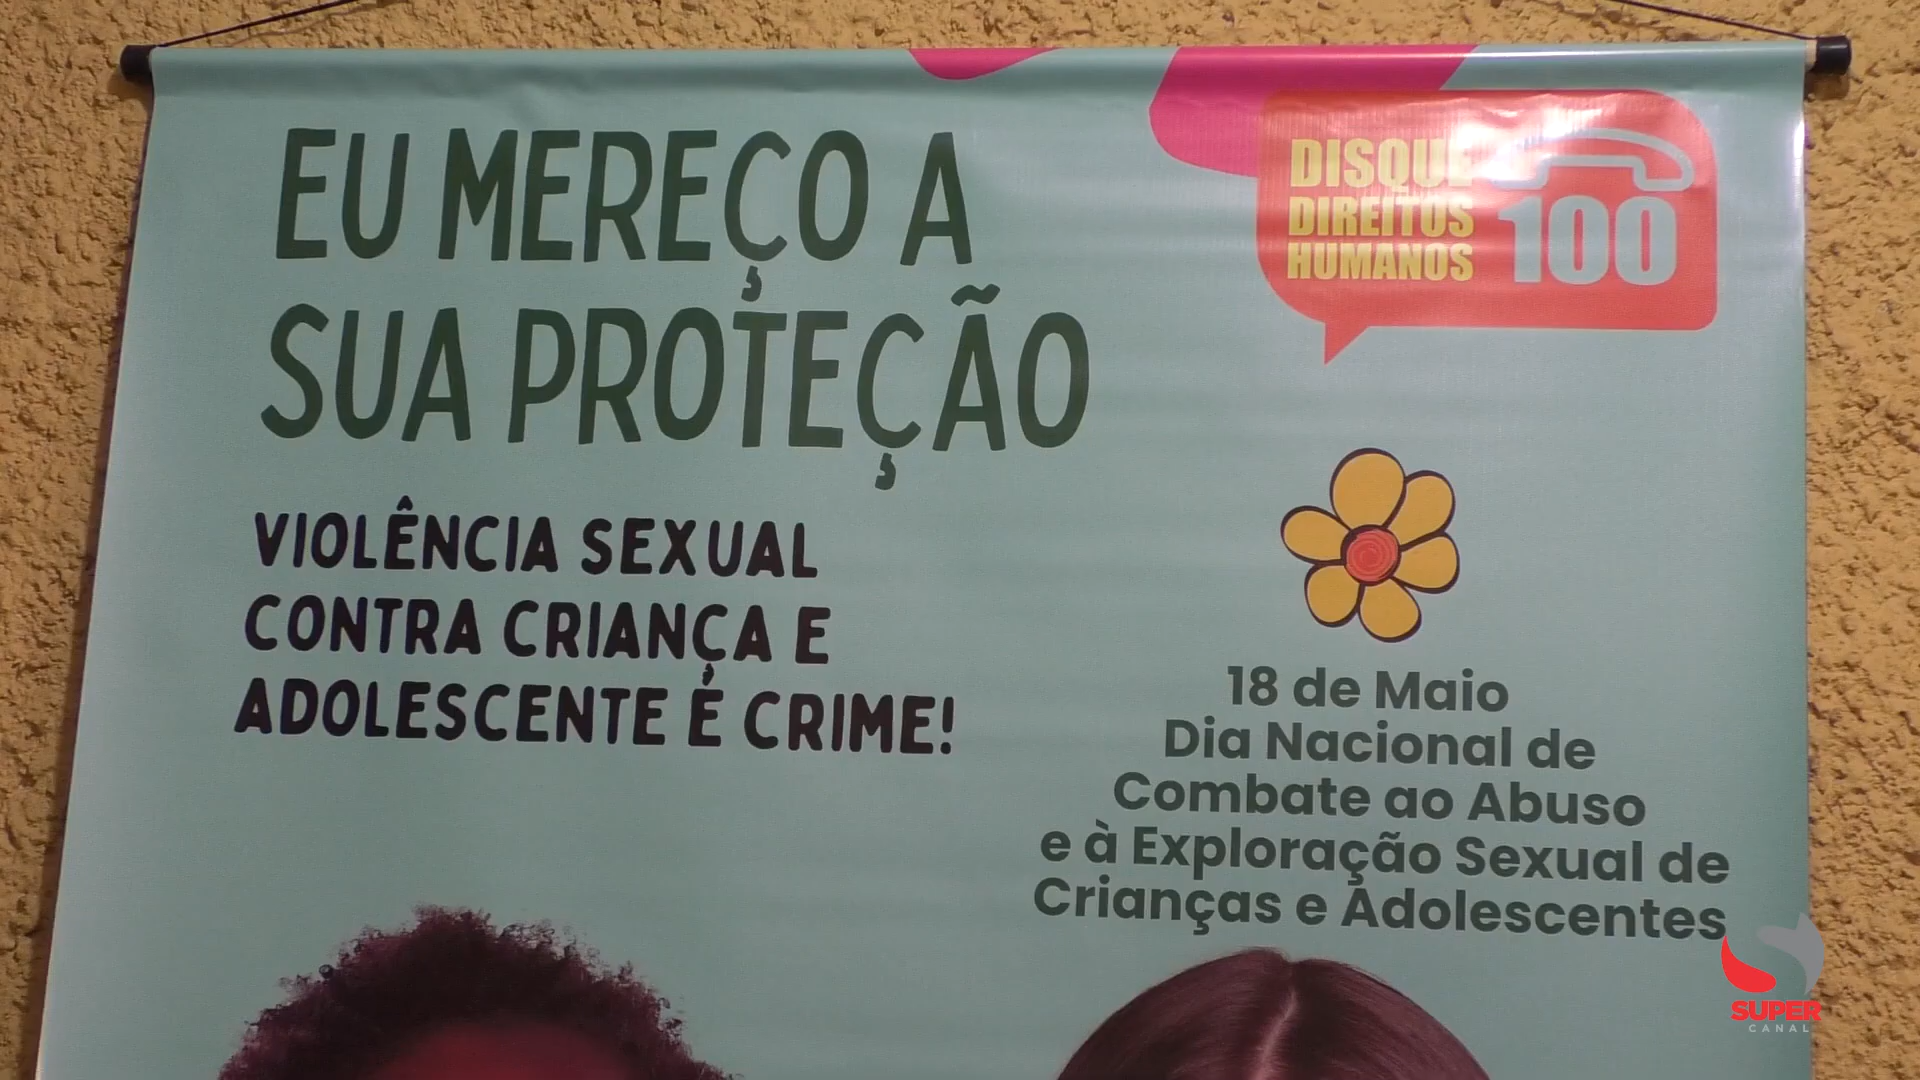 EU MEREÇO A
SUA PROTEÇÃO
VIOLÊNCIA SEXUAL
CONTRA CRIANÇA E
ADOLESCENTE É CRIME!
DISQUE
DIREITOS
HUMANOS
100
18 de Maio
Dia Nacional de
Combate ao Abuso
e à Exploração Sexual de
Crianças e Adolescentes
SUPER
CANAL